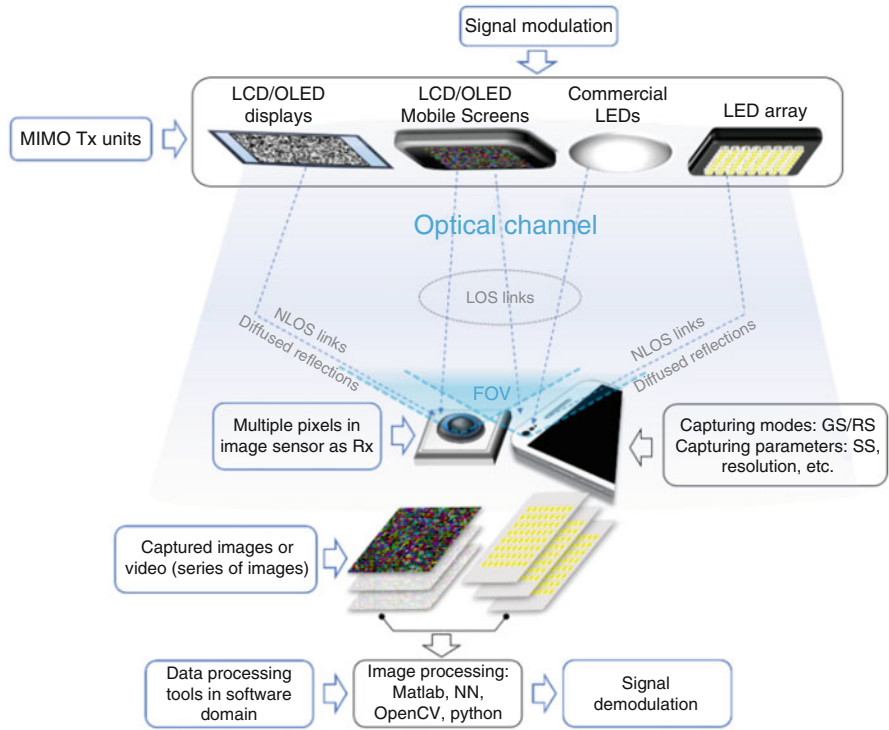 Signal modulation
LCD/OLED
displays
LCD/OLED
Mobile Screens
Commercial
LEDs
LED array
MIMO Tx units
Optical channel
LOS links
NLOS links
Diffused reflections
NLOS links
Diffused reflections
FOV
Multiple pixels in
image sensor as Rx
Capturing modes: GS/RS
Capturing parameters: SS,
resolution, etc.
Captured images or
video (series of images)
Data processing
tools in software
domain
Image processing:
Matlab, NN,
OpenCV, python
Signal
demodulation